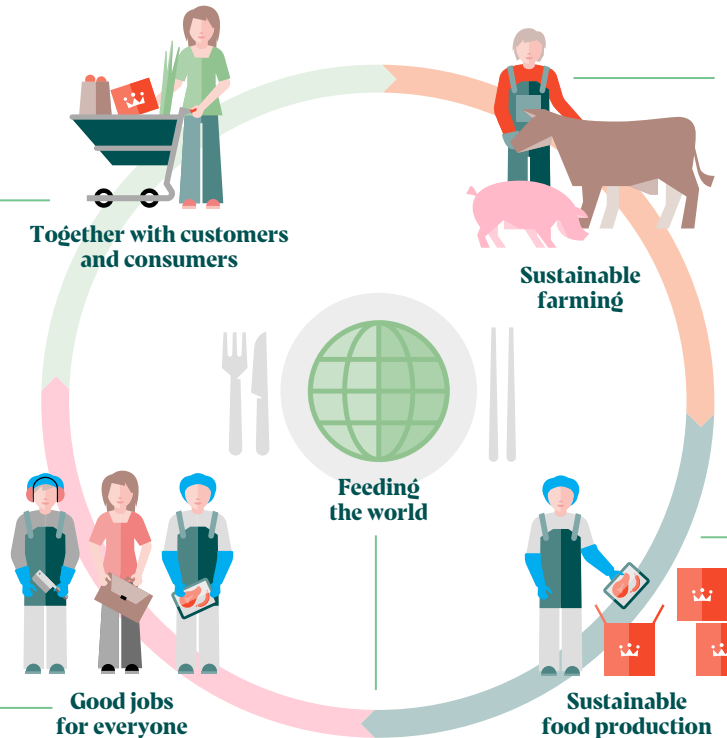 Together with customers
and consumers
Sustainable
farming
Feeding
the world
Good jobs
for everyone
Sustainable
food production